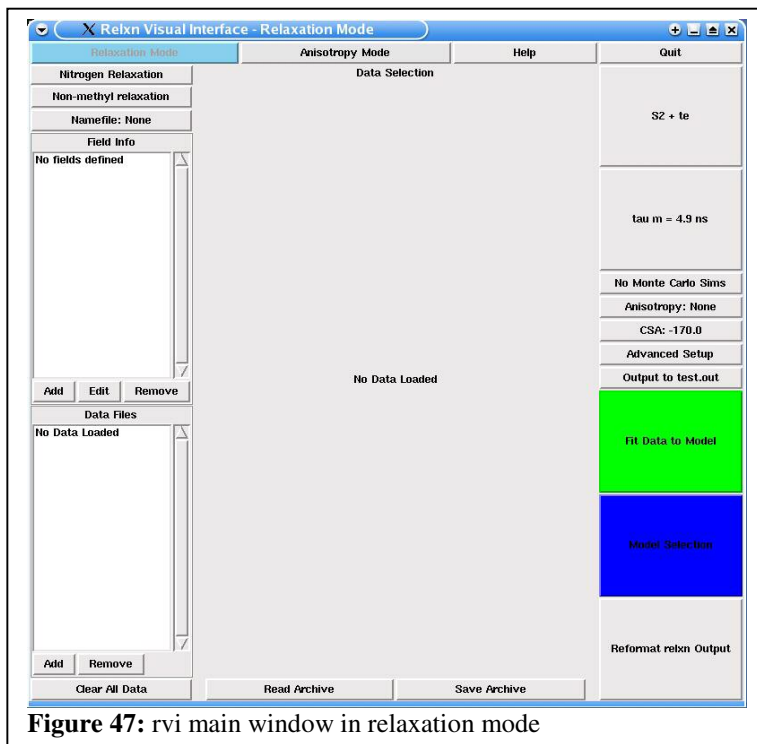 X Relxn Visual Interface - Relaxation Mode
Relaxation Mode
Anisotropy Mode
Help
Quit
Nitrogen Relaxation
Non-methyl relaxation
Namefile: None
Field Info
No fields defined
Add
Edit
Remove
Data Files
No Data Loaded
Add
Remove
Clear All Data
Data Selection
No Data Loaded
Read Archive
Save Archive
S2 + te
tau m = 4.9 ns
No Monte Carlo Sims
Anisotropy: None
CSA: -170.0
Advanced Setup
Output to test.out
Fit Data to Model
Model Selection
Reformat relxn Output
Figure 47: rvi main window in relaxation mode